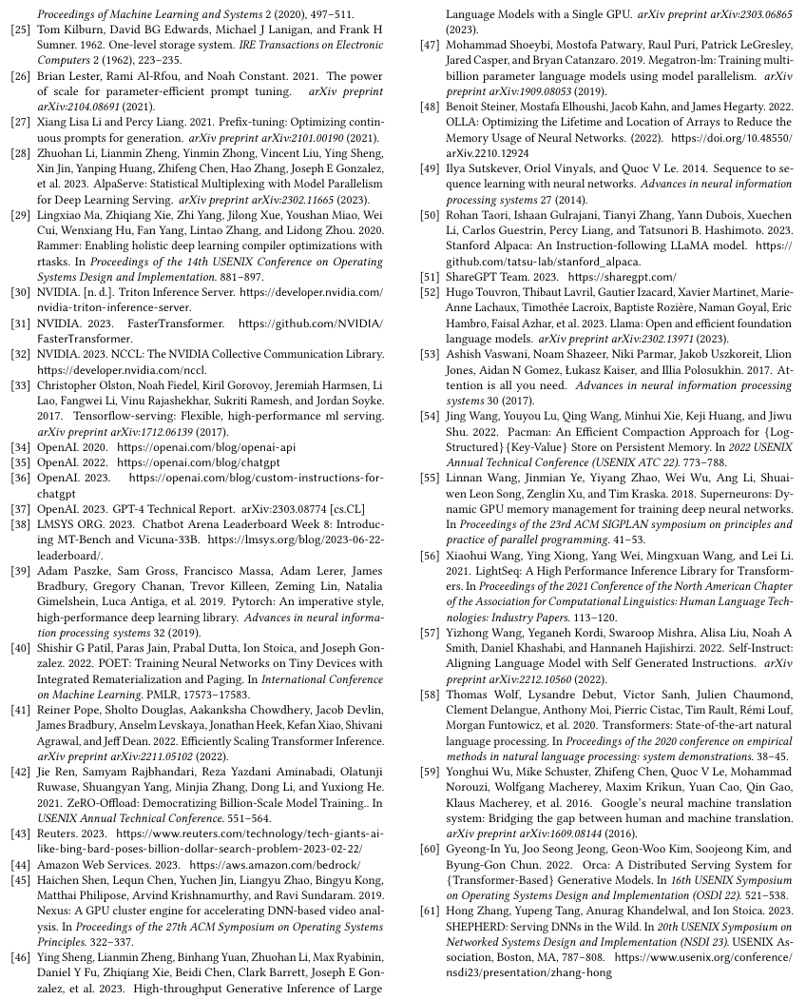 Proceedings of Machine Learning and Systems 2 (2020), 497–511.
[25] Tom Kilburn, David BG Edwards, Michael J Lanigan, and Frank H
Sumner. 1962. One-level storage system. IRE Transactions on Electronic
Computers 2 (1962), 223–235.
[26] Brian Lester, Rami Al-Rfou, and Noah Constant. 2021. The power
of scale for parameter-efficient prompt tuning. arXiv preprint
arXiv:2104.08691 (2021).
[27] Xiang Lisa Li and Percy Liang. 2021. Prefix-tuning: Optimizing contin-
uous prompts for generation. arXiv preprint arXiv:2101.00190 (2021).
[28] Zhuohan Li, Lianmin Zheng, Yinmin Zhong, Vincent Liu, Ying Sheng,
Xin Jin, Yanping Huang, Zhifeng Chen, Hao Zhang, Joseph E Gonzalez,
et al. 2023. AlpaServe: Statistical Multiplexing with Model Parallelism
for Deep Learning Serving. arXiv preprint arXiv:2302.11665 (2023).
[29] Lingxiao Ma, Zhiqiang Xie, Zhi Yang, Jilong Xue, Youshan Miao, Wei
Cui, Wenxiang Hu, Fan Yang, Lintao Zhang, and Lidong Zhou. 2020.
Rammer: Enabling holistic deep learning compiler optimizations with
rtasks. In Proceedings of the 14th USENIX Conference on Operating
Systems Design and Implementation. 881–897.
[30] NVIDIA. [n. d.]. Triton Inference Server. https://developer.nvidia.com/
nvidia-triton-inference-server.
[31] NVIDIA. 2023. FasterTransformer. https://github.com/NVIDIA/
FasterTransformer.
[32] NVIDIA. 2023. NCCL: The NVIDIA Collective Communication Library.
https://developer.nvidia.com/nccl.
[33] Christopher Olston, Noah Fiedel, Kiril Gorovoy, Jeremiah Harmsen, Li
Lao, Fangwei Li, Vinu Rajashekhar, Sukriti Ramesh, and Jordan Soyke.
2017. Tensorflow-serving: Flexible, high-performance ml serving.
arXiv preprint arXiv:1712.06139 (2017).
[34] OpenAI. 2020. https://openai.com/blog/openai-api
[35] OpenAI. 2022. https://openai.com/blog/chatgpt
[36] OpenAI. 2023. https://openai.com/blog/custom-instructions-for-
chatgpt
[37] OpenAI. 2023. GPT-4 Technical Report. arXiv:2303.08774 [cs.CL]
[38] LMSYS ORG. 2023. Chatbot Arena Leaderboard Week 8: Introduc-
ing MT-Bench and Vicuna-33B. https://lmsys.org/blog/2023-06-22-
leaderboard/.
[39] Adam Paszke, Sam Gross, Francisco Massa, Adam Lerer, James
Bradbury, Gregory Chanan, Trevor Killeen, Zeming Lin, Natalia
Gimelshein, Luca Antiga, et al. 2019. Pytorch: An imperative style,
high-performance deep learning library. Advances in neural informa-
tion processing systems 32 (2019).
[40] Shishir G Patil, Paras Jain, Prabal Dutta, Ion Stoica, and Joseph Gon-
zalez. 2022. POET: Training Neural Networks on Tiny Devices with
Integrated Rematerialization and Paging. In International Conference
on Machine Learning. PMLR, 17573–17583.
[41] Reiner Pope, Sholto Douglas, Aakanksha Chowdhery, Jacob Devlin,
James Bradbury, Anselm Levskaya, Jonathan Heek, Kefan Xiao, Shivani
Agrawal, and Jeff Dean. 2022. Efficiently Scaling Transformer Inference.
arXiv preprint arXiv:2211.05102 (2022).
[42] Jie Ren, Samyam Rajbhandari, Reza Yazdani Aminabadi, Olatunji
Ruwase, Shuangyan Yang, Minjia Zhang, Dong Li, and Yuxiong He.
2021. ZeRO-Offload: Democratizing Billion-Scale Model Training.. In
USENIX Annual Technical Conference. 551–564.
[43] Reuters. 2023. https://www.reuters.com/technology/tech-giants-ai-
like-bing-bard-poses-billion-dollar-search-problem-2023-02-22/
[44] Amazon Web Services. 2023. https://aws.amazon.com/bedrock/
[45] Haichen Shen, Lequn Chen, Yuchen Jin, Liangyu Zhao, Bingyu Kong,
Matthai Philipose, Arvind Krishnamurthy, and Ravi Sundaram. 2019.
Nexus: A GPU cluster engine for accelerating DNN-based video anal-
ysis. In Proceedings of the 27th ACM Symposium on Operating Systems
Principles. 322–337.
[46] Ying Sheng, Lianmin Zheng, Binhang Yuan, Zhuohan Li, Max Ryabinin,
Daniel Y Fu, Zhiqiang Xie, Beidi Chen, Clark Barrett, Joseph E Gon-
zalez, et al. 2023. High-throughput Generative Inference of Large
Language Models with a Single GPU. arXiv preprint arXiv:2303.06865
(2023).
[47] Mohammad Shoeybi, Mostofa Patwary, Raul Puri, Patrick LeGresley,
Jared Casper, and Bryan Catanzaro. 2019. Megatron-lm: Training multi-
billion parameter language models using model parallelism. arXiv
preprint arXiv:1909.08053 (2019).
[48] Benoit Steiner, Mostafa Elhoushi, Jacob Kahn, and James Hegarty. 2022.
OLLA: Optimizing the Lifetime and Location of Arrays to Reduce the
Memory Usage of Neural Networks. (2022). https://doi.org/10.48550/
arXiv.2210.12924
[49] Ilya Sutskever, Oriol Vinyals, and Quoc V Le. 2014. Sequence to se-
quence learning with neural networks. Advances in neural information
processing systems 27 (2014).
[50] Rohan Taori, Ishaan Gulrajani, Tianyi Zhang, Yann Dubois, Xuechen
Li, Carlos Guestrin, Percy Liang, and Tatsunori B. Hashimoto. 2023.
Stanford Alpaca: An Instruction-following LLaMA model. https://
github.com/tatsu-lab/stanford_alpaca.
[51] ShareGPT Team. 2023. https://sharegpt.com/
[52] Hugo Touvron, Thibaut Lavril, Gautier Izacard, Xavier Martinet, Marie-
Anne Lachaux, Timothée Lacroix, Baptiste Rozière, Naman Goyal, Eric
Hambro, Faisal Azhar, et al. 2023. Llama: Open and efficient foundation
language models. arXiv preprint arXiv:2302.13971 (2023).
[53] Ashish Vaswani, Noam Shazeer, Niki Parmar, Jakob Uszkoreit, Llion
Jones, Aidan N Gomez, Łukasz Kaiser, and Illia Polosukhin. 2017. At-
tention is all you need. Advances in neural information processing
systems 30 (2017).
[54] Jing Wang, Youyou Lu, Qing Wang, Minhui Xie, Keji Huang, and Jiwu
Shu. 2022. Pacman: An Efficient Compaction Approach for {Log-
Structured} {Key-Value} Store on Persistent Memory. In 2022 USENIX
Annual Technical Conference (USENIX ATC 22). 773–788.
[55] Linnan Wang, Jinmian Ye, Yiyang Zhao, Wei Wu, Ang Li, Shuai-
wen Leon Song, Zenglin Xu, and Tim Kraska. 2018. Superneurons: Dy-
namic GPU memory management for training deep neural networks.
In Proceedings of the 23rd ACM SIGPLAN symposium on principles and
practice of parallel programming. 41–53.
[56] Xiaohui Wang, Ying Xiong, Yang Wei, Mingxuan Wang, and Lei Li.
2021. LightSeq: A High Performance Inference Library for Transform-
ers. In Proceedings of the 2021 Conference of the North American Chapter
of the Association for Computational Linguistics: Human Language Tech-
nologies: Industry Papers. 113–120.
[57] Yizhong Wang, Yeganeh Kordi, Swaroop Mishra, Alisa Liu, Noah A
Smith, Daniel Khashabi, and Hannaneh Hajishirzi. 2022. Self-Instruct:
Aligning Language Model with Self Generated Instructions. arXiv
preprint arXiv:2212.10560 (2022).
[58] Thomas Wolf, Lysandre Debut, Victor Sanh, Julien Chaumond,
Clement Delangue, Anthony Moi, Pierric Cistac, Tim Rault, Rémi Louf,
Morgan Funtowicz, et al. 2020. Transformers: State-of-the-art natural
language processing. In Proceedings of the 2020 conference on empirical
methods in natural language processing: system demonstrations. 38–45.
[59] Yonghui Wu, Mike Schuster, Zhifeng Chen, Quoc V Le, Mohammad
Norouzi, Wolfgang Macherey, Maxim Krikun, Yuan Cao, Qin Gao,
Klaus Macherey, et al. 2016. Google's neural machine translation
system: Bridging the gap between human and machine translation.
arXiv preprint arXiv:1609.08144 (2016).
[60] Gyeong-In Yu, Joo Seong Jeong, Geon-Woo Kim, Soojeong Kim, and
Byung-Gon Chun. 2022. Orca: A Distributed Serving System for
{Transformer-Based} Generative Models. In 16th USENIX Symposium
on Operating Systems Design and Implementation (OSDI 22). 521–538.
[61] Hong Zhang, Yupeng Tang, Anurag Khandelwal, and Ion Stoica. 2023.
SHEPHERD: Serving DNNs in the Wild. In 20th USENIX Symposium on
Networked Systems Design and Implementation (NSDI 23). USENIX As-
sociation, Boston, MA, 787–808. https://www.usenix.org/conference/
nsdi23/presentation/zhang-hong